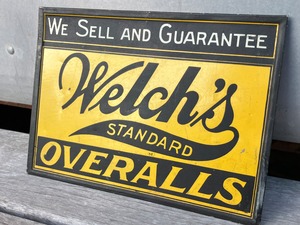 We Sell and Guarantee
Welch's
STANDARD
OVERALLS